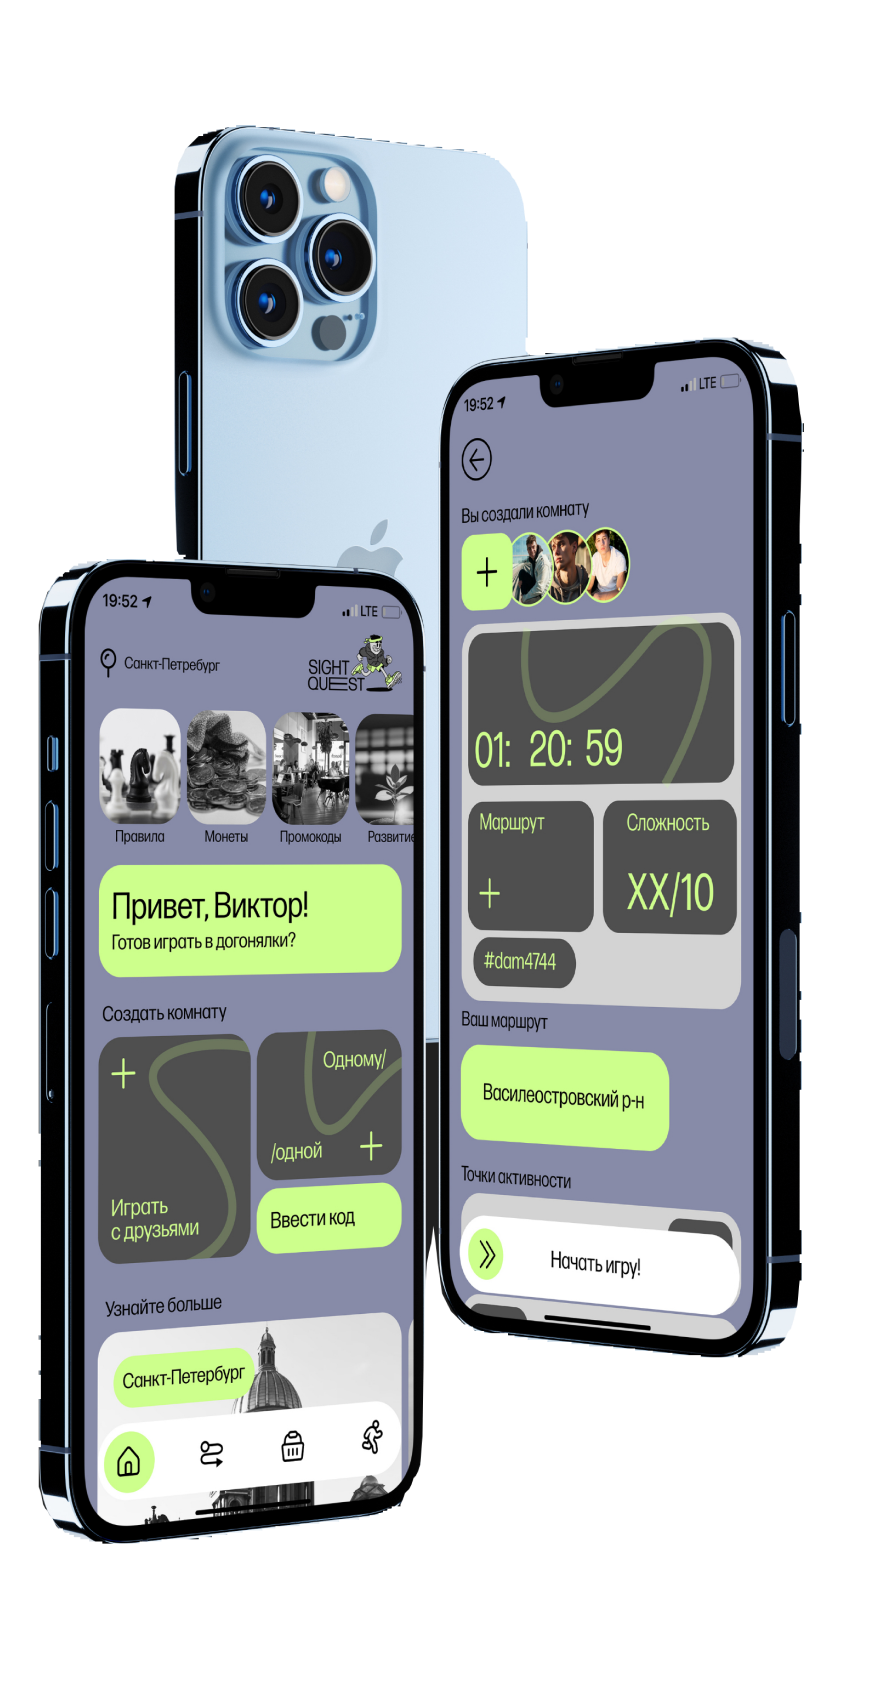 19:52
LTE
Санкт-Петребург
SIGHT
QUEST
Правила
Монеты
Промокоды
Развитие
Привет, Виктор!
Готов играть в догонялки?
Создать комнату
Играть
с друзьями
Одному/
/одной
Ввести код
Узнайте больше
Санкт-Петербург
19:52
LTE
Вы создали комнату
01: 20: 59
Маршрут
Сложность
XX/10
#dam4744
Ваш маршрут
Василеостровский р-н
Точки активности
Начать игру!